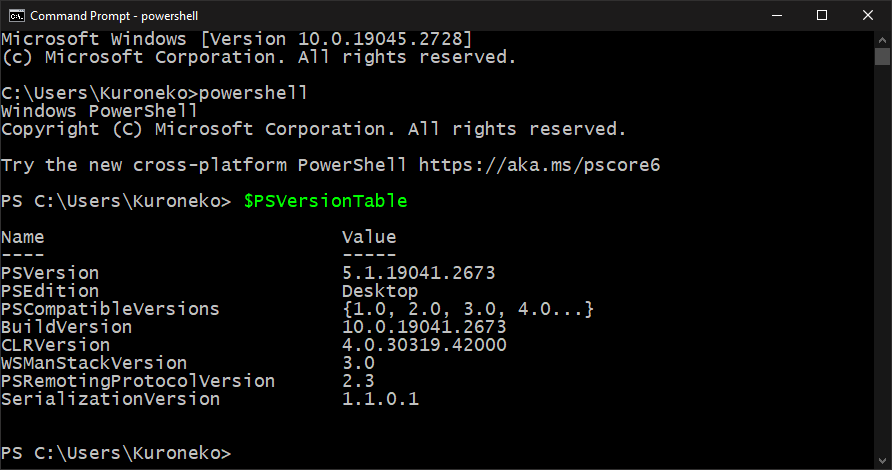 Command Prompt - powershell
Microsoft Windows [Version 10.0.19045.2728]
(c) Microsoft Corporation. All rights reserved.
C:\Users\Kuroneko>powershell
Windows PowerShell
Copyright (C) Microsoft Corporation. All rights reserved.
Try the new cross-platform PowerShell https://aka.ms/pscore6
PS C:\Users\Kuroneko> $PSVersionTable
Name                           Value
----                           -----
PSVersion                      5.1.19041.2673
PSEdition                      Desktop
PSCompatibleVersions           {1.0, 2.0, 3.0, 4.0...}
BuildVersion                   10.0.19041.2673
CLRVersion                     4.0.30319.42000
WSManStackVersion              3.0
PSRemotingProtocolVersion      2.3
SerializationVersion           1.1.0.1
PS C:\Users\Kuroneko>